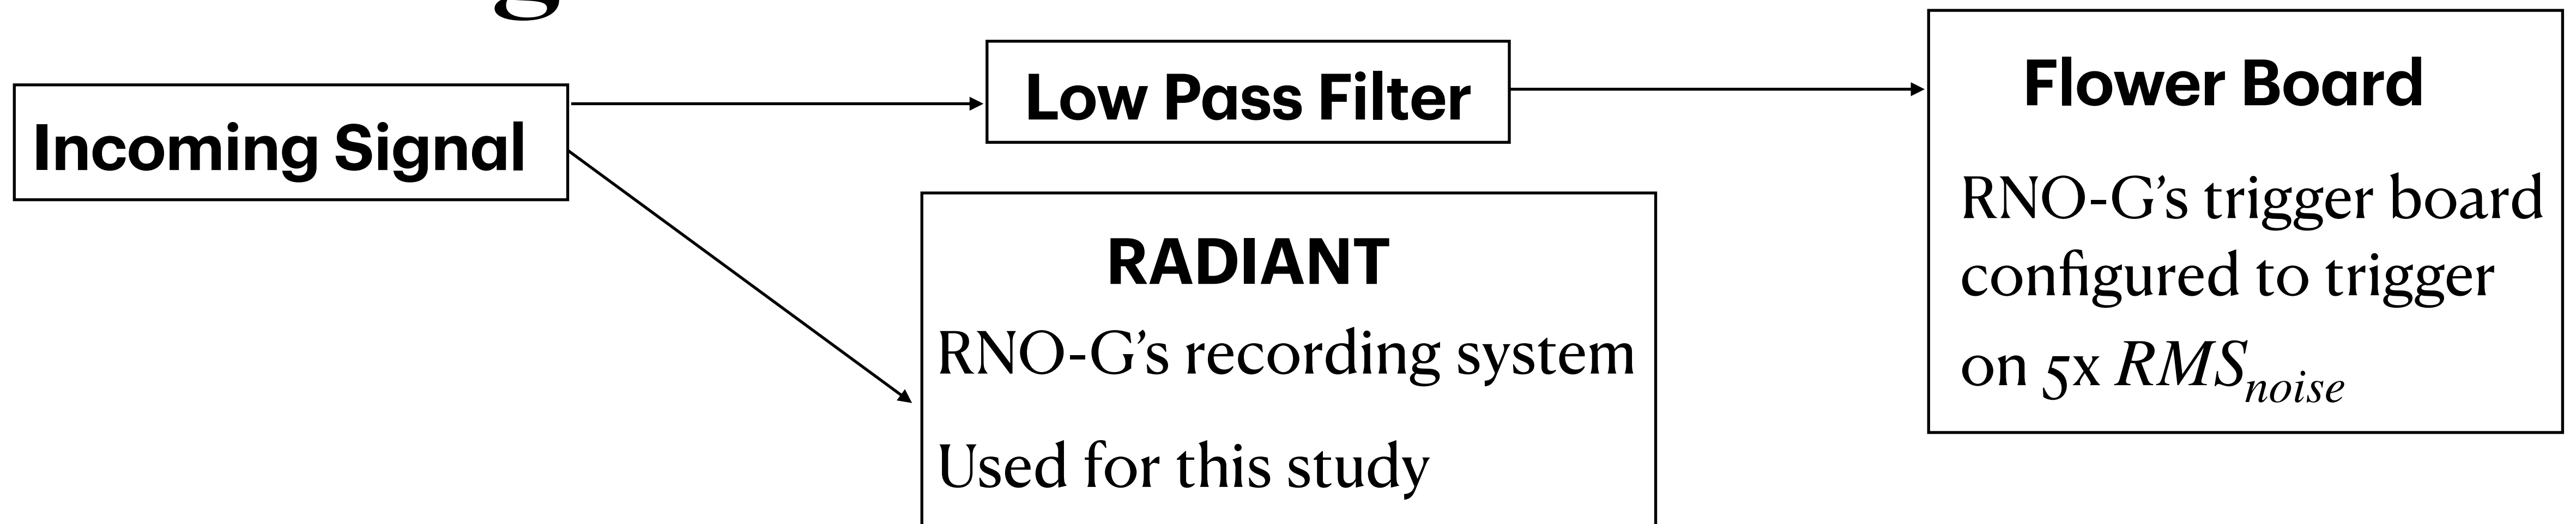 Incoming Signal
Low Pass Filter
Flower Board
RNO-G’s trigger board
configured to trigger
on 5x RMS_noise
RADIANT
RNO-G’s recording system
Used for this study